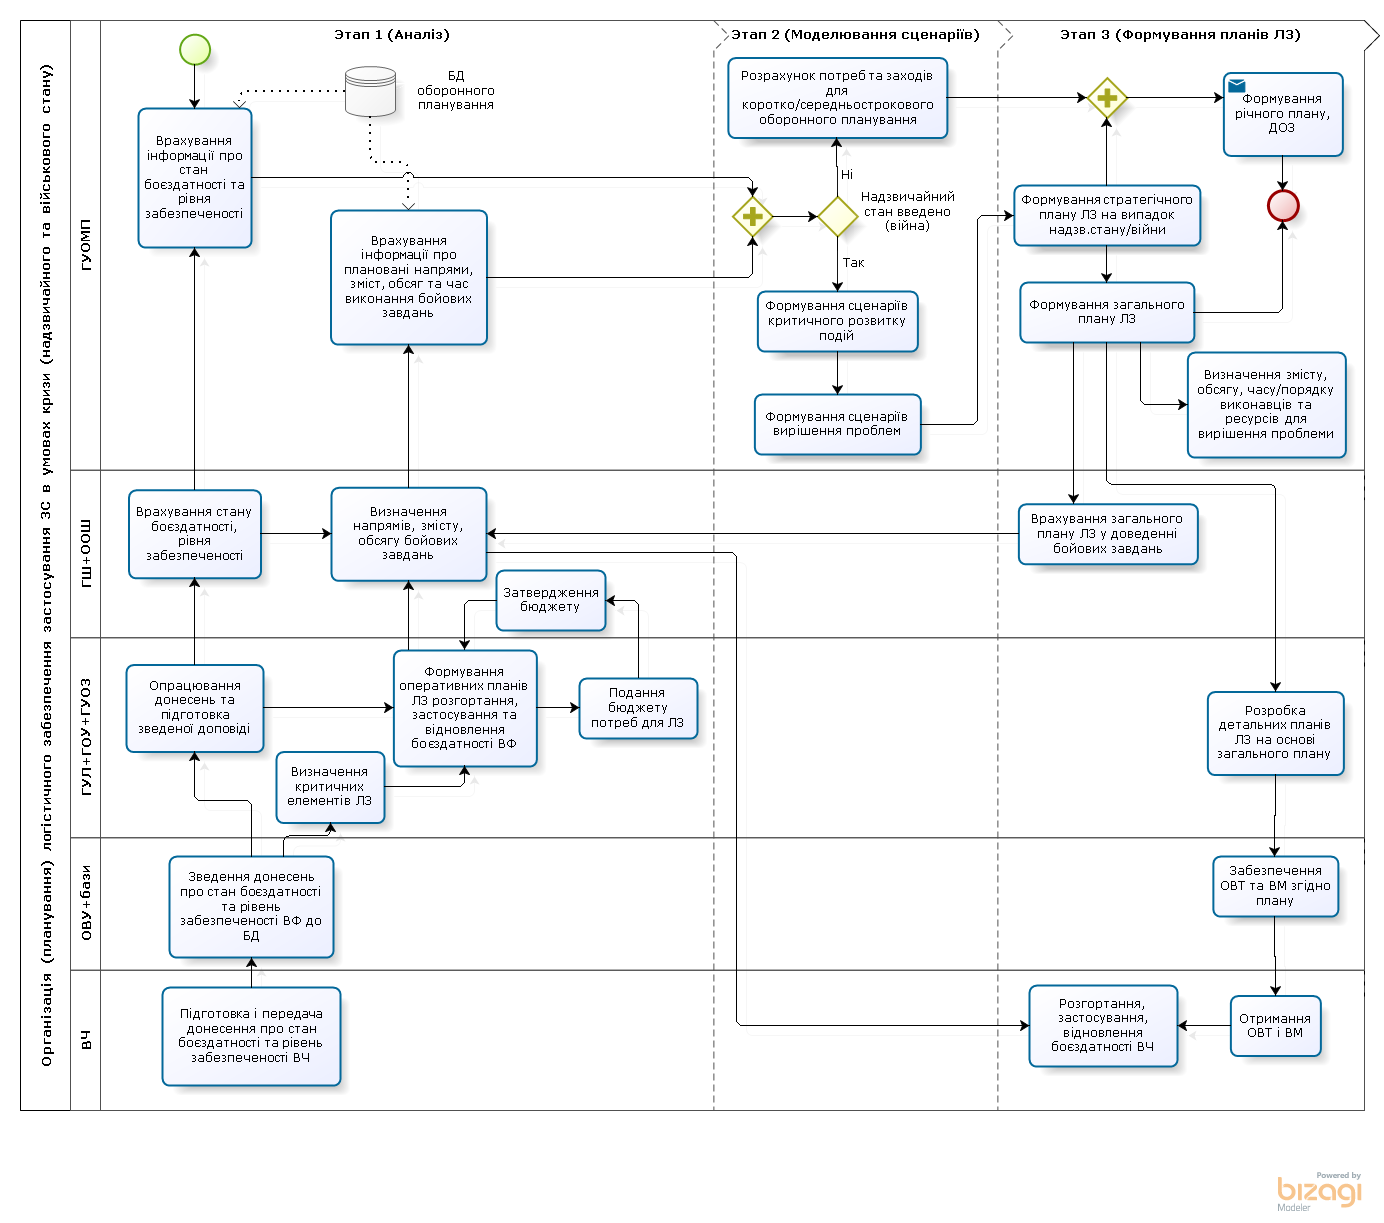 Організація (планування) логістичного забезпечення застосування ЗС в умовах кризи (надзвичайного та військового стану)
Етап 1 (Аналіз)
Етап 2 (Моделювання сценаріїв)
Етап 3 (Формування планів ЛЗ)
ГУОМП
БД
оборонного
планування
Врахування
інформації про
стан
боєздатності та
рівня
забезпеченості
Врахування
інформації про
плановані напрями,
зміст, обсяг та час
виконання бойових
завдань
Розрахунок потреб та заходів
для
коротко/середньострокового
оборонного планування
Ні
Надзвичайний
стан введено
(війна)
Так
Формування сценаріїв
критичного розвитку
подій
Формування сценаріїв
вирішення проблем
Формування
річного плану,
ДОЗ
Формування стратегічного
плану ЛЗ на випадок
надзв.стану/війни
Формування загального
плану ЛЗ
Визначення змісту,
обсягу, часу/порядку
виконавців та
ресурсів для
вирішення проблеми
ГШ+ООШ
Врахування стану
боєздатності,
рівня
забезпеченості
Визначення
напрямів, змісту,
обсягу бойових
завдань
Затвердження
бюджету
Врахування загального
плану ЛЗ у доведенні
бойових завдань
ГУЛ+ГОУ+ГУОЗ
Опрацювання
донесень та
підготовка
зведеної доповіді
Формування
оперативних планів
ЛЗ розгортання,
застосування та
відновлення
боєздатності ВФ
Подання
бюджету
потреб для ЛЗ
Визначення
критичних
елементів ЛЗ
Розробка
детальних планів
ЛЗ на основі
загального плану
ОВУ+бази
Зведення донесень
про стан боєздатності
та рівень
забезпеченості ВФ до
БД
Забезпечення
ОВТ та ВМ згідно
плану
ВЧ
Підготовка і передача
донесення про стан
боєздатності та рівень
забезпеченості ВЧ
Розгортання,
застосування,
відновлення
боєздатності ВЧ
Отримання
ОВТ і ВМ
Powered by
bizagi
Modeler